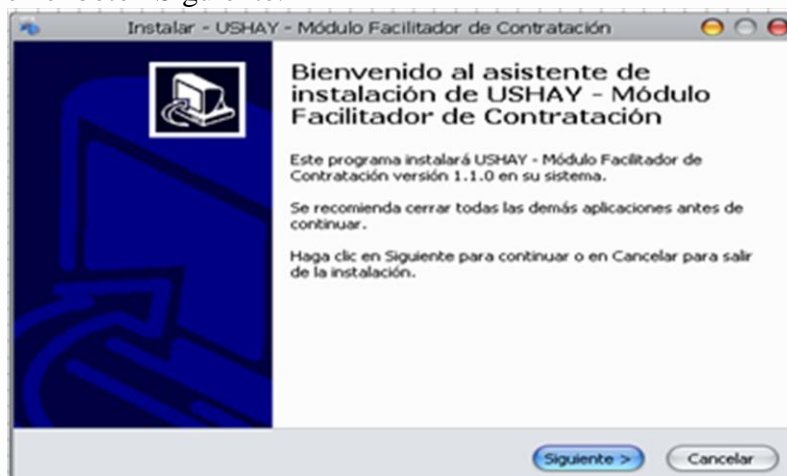 Instalar - USHAY - Módulo Facilitador de Contratación
Bienvenido al asistente de
instalación de USHAY - Módulo
Facilitador de Contratación
Este programa instalará USHAY - Módulo Facilitador de
Contratación versión 1.1.0 en su sistema.
Se recomienda cerrar todas las demás aplicaciones antes de
continuar.
Haga clic en Siguiente para continuar o en Cancelar para salir
de la instalación.
Siguiente >
Cancelar